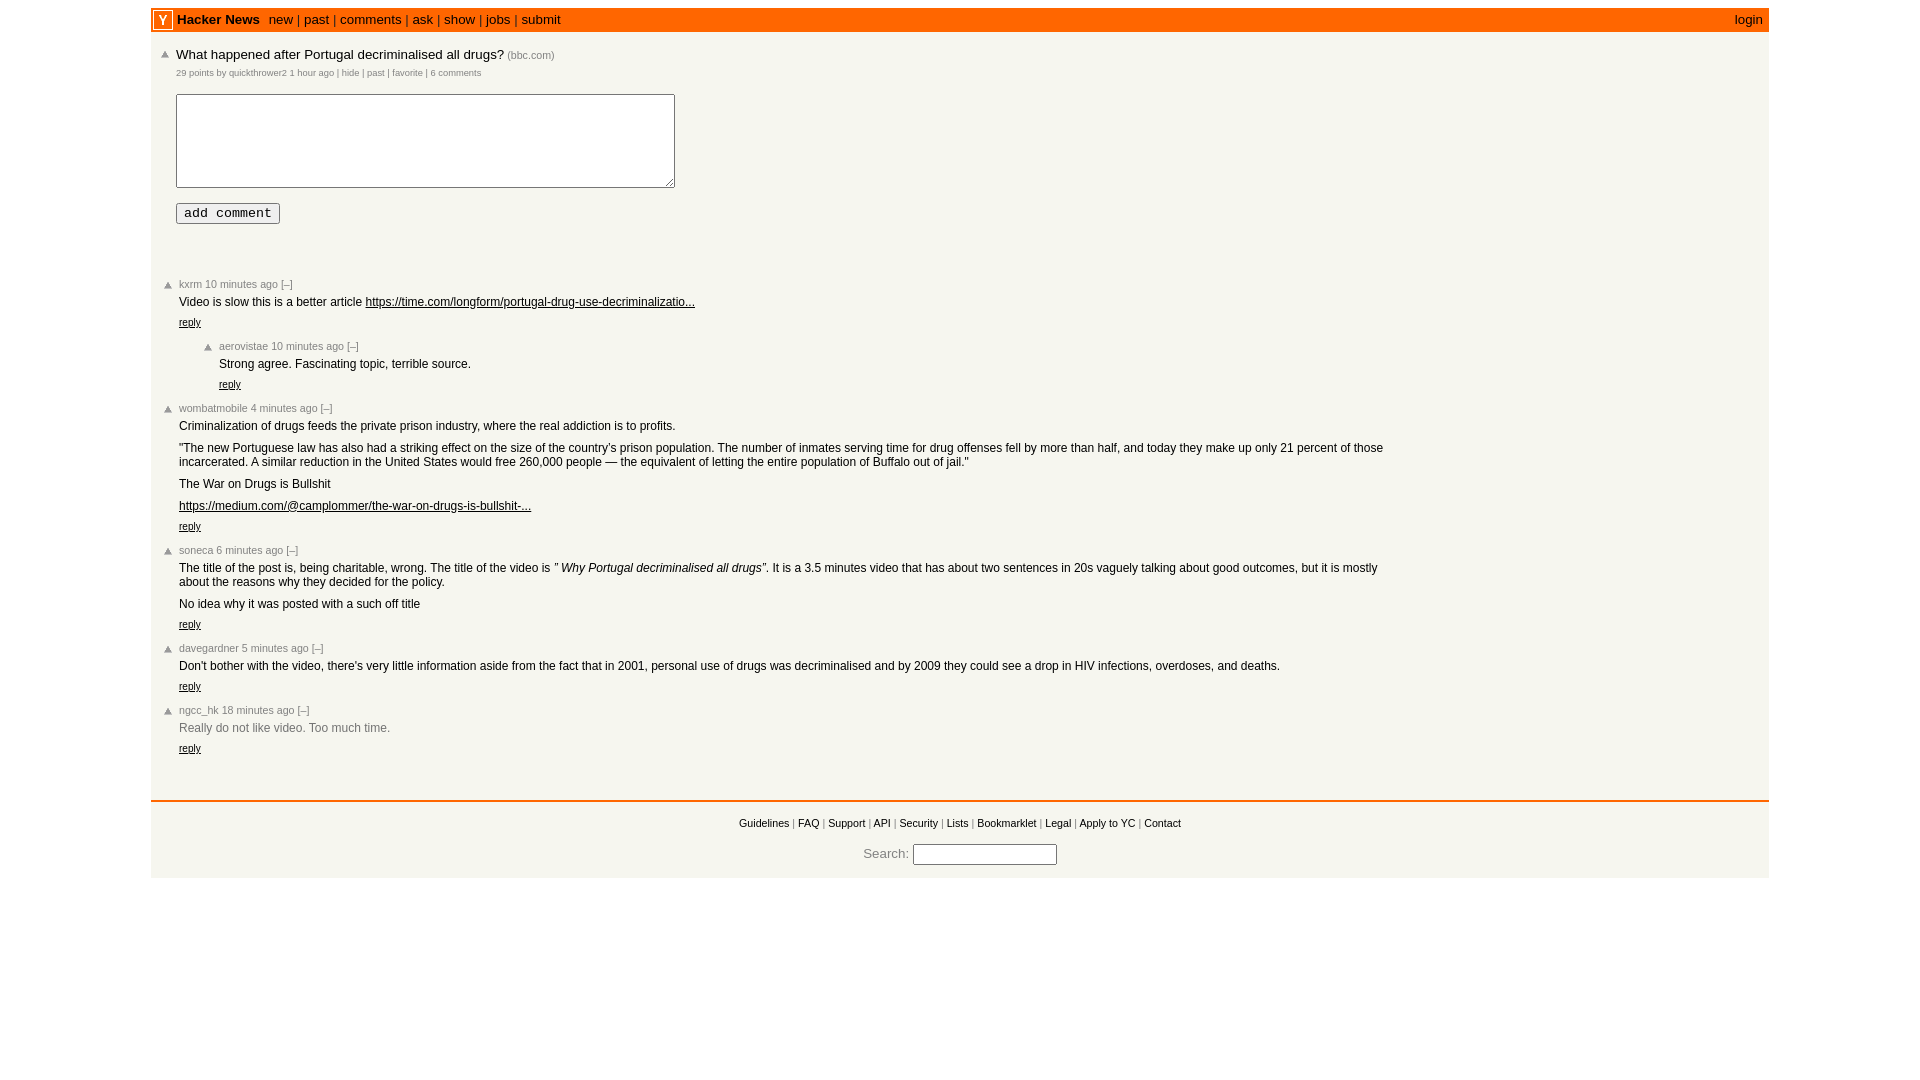 Y Hacker News new | past | comments | ask | show | jobs | submit login
What happened after Portugal decriminalised all drugs? (bbc.com)
29 points by quickthrower2 1 hour ago | hide | past | favorite | 6 comments
add comment
kxrm 10 minutes ago [–]
Video is slow this is a better article https://time.com/longform/portugal-drug-use-decriminalizatio...
reply
aerovistae 10 minutes ago [–]
Strong agree. Fascinating topic, terrible source.
reply
wombatmobile 4 minutes ago [–]
Criminalization of drugs feeds the private prison industry, where the real addiction is to profits.
"The new Portuguese law has also had a striking effect on the size of the country’s prison population. The number of inmates serving time for drug offenses fell by more than half, and today they make up only 21 percent of those
incarcerated. A similar reduction in the United States would free 260,000 people — the equivalent of letting the entire population of Buffalo out of jail."
The War on Drugs is Bullshit
https://medium.com/@camplommer/the-war-on-drugs-is-bullshit-...
reply
soneca 6 minutes ago [–]
The title of the post is, being charitable, wrong. The title of the video is ” Why Portugal decriminalised all drugs”. It is a 3.5 minutes video that has about two sentences in 20s vaguely talking about good outcomes, but it is mostly
about the reasons why they decided for the policy.
No idea why it was posted with a such off title
reply
davegardner 5 minutes ago [–]
Don't bother with the video, there's very little information aside from the fact that in 2001, personal use of drugs was decriminalised and by 2009 they could see a drop in HIV infections, overdoses, and deaths.
reply
ngcc_hk 18 minutes ago [–]
Really do not like video. Too much time.
reply
Guidelines | FAQ | Support | API | Security | Lists | Bookmarklet | Legal | Apply to YC | Contact
Search: